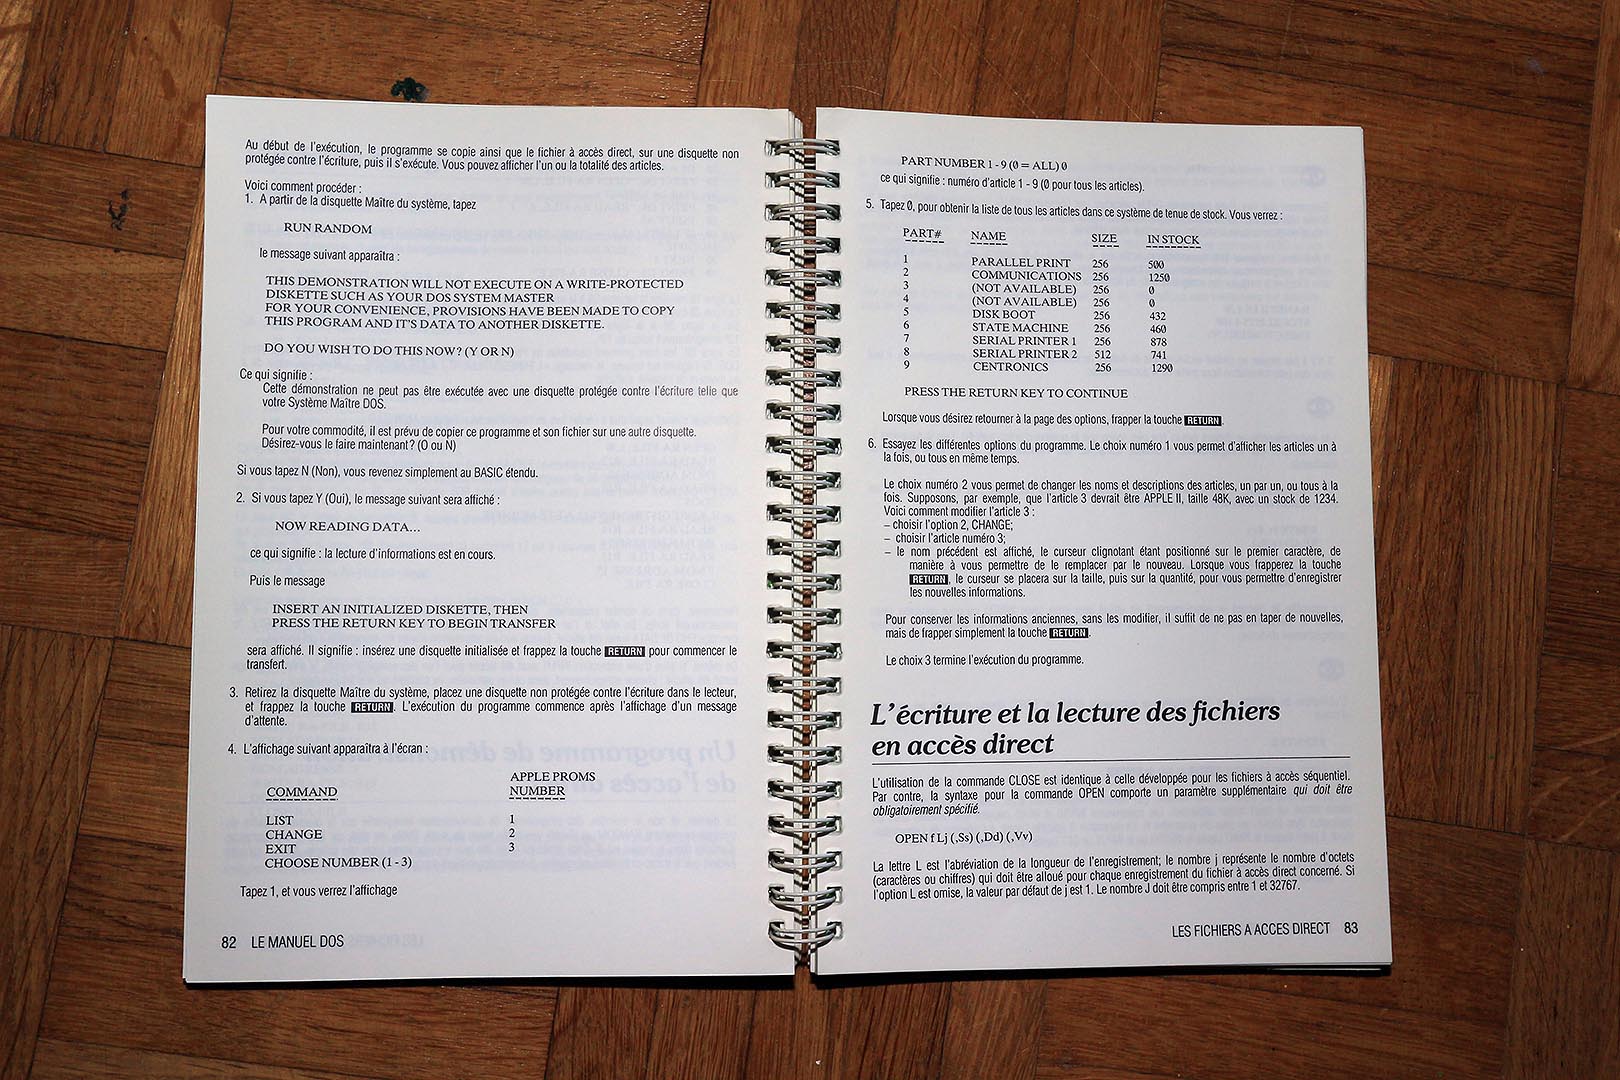 Au début de l'exécution, le programme se copie ainsi que le fichier à accès direct, sur une disquette non
protégée contre l'écriture, puis il s'exécute. Vous pouvez afficher l'un ou la totalité des articles.
Voici comment procéder :
1. A partir de la disquette Maître du système, tapez
RUN RANDOM
le message suivant apparaîtra :
THIS DEMONSTRATION WILL NOT EXECUTE ON A WRITE-PROTECTED
DISKETTE SUCH AS YOUR DOS SYSTEM MASTER
FOR YOUR CONVENIENCE, PROVISIONS HAVE BEEN MADE TO COPY
THIS PROGRAM AND IT'S DATA TO ANOTHER DISKETTE.
DO YOU WISH TO DO THIS NOW? (Y OR N)
Ce qui signifie :
Cette démonstration ne peut pas être exécutée avec une disquette protégée contre l'écriture telle que
votre Système Maître DOS.
Pour votre commodité, il est prévu de copier ce programme et son fichier sur une autre disquette.
Désirez-vous le faire maintenant? (O ou N)
Si vous tapez N (Non), vous revenez simplement au BASIC étendu.
2. Si vous tapez Y (Oui), le message suivant sera affiché :
NOW READING DATA...
ce qui signifie : la lecture d'informations est en cours.
Puis le message
INSERT AN INITIALIZED DISKETTE, THEN
PRESS THE RETURN KEY TO BEGIN TRANSFER
sera affiché. Il signifie : insérez une disquette initialisée et frappez la touche RETURN pour commencer le
transfert.
3. Retirez la disquette Maître du système, placez une disquette non protégée contre l'écriture dans le lecteur,
et frappez la touche RETURN. L'exécution du programme commence après l'affichage d'un message
d'attente.
4. L'affichage suivant apparaîtra à l'écran :
APPLE PROMS
COMMAND NUMBER
LIST 1
CHANGE 2
EXIT 3
CHOOSE NUMBER (1 - 3)
Tapez 1, et vous verrez l'affichage
82 LE MANUEL DOS
PART NUMBER 1 - 9 (0 = ALL) 0
ce qui signifie : numéro d'article 1 - 9 (0 pour tous les articles).
5. Tapez 0, pour obtenir la liste de tous les articles dans ce système de tenue de stock. Vous verrez :
PART# NAME SIZE IN STOCK
1 PARALLEL PRINT 256 500
2 COMMUNICATIONS 256 1250
3 (NOT AVAILABLE) 256 0
4 (NOT AVAILABLE) 256 0
5 DISK BOOT 256 432
6 STATE MACHINE 256 460
7 SERIAL PRINTER 1 256 878
8 SERIAL PRINTER 2 512 741
9 CENTRONICS 256 1290
PRESS THE RETURN KEY TO CONTINUE
Lorsque vous désirez retourner à la page des options, frapper la touche RETURN.
6. Essayez les différentes options du programme. Le choix numéro 1 vous permet d'afficher les articles un à
la fois, ou tous en même temps.
Le choix numéro 2 vous permet de changer les noms et descriptions des articles, un par un, ou tous à la
fois. Supposons, par exemple, que l'article 3 devrait être APPLE II, taille 48K, avec un stock de 1234.
Voici comment modifier l'article 3 :
– choisir l'option 2, CHANGE;
– choisir l'article numéro 3;
– le nom précédent est affiché, le curseur clignotant étant positionné sur le premier caractère, de
manière à vous permettre de le remplacer par le nouveau. Lorsque vous frapperez la touche
RETURN, le curseur se placera sur la taille, puis sur la quantité, pour vous permettre d'enregistrer
les nouvelles informations.
Pour conserver les informations anciennes, sans les modifier, il suffit de ne pas en taper de nouvelles,
mais de frapper simplement la touche RETURN.
Le choix 3 termine l'exécution du programme.
L'écriture et la lecture des fichiers
en accès direct
L'utilisation de la commande CLOSE est identique à celle développée pour les fichiers à accès séquentiel.
Par contre, la syntaxe pour la commande OPEN comporte un paramètre supplémentaire qui doit être
obligatoirement spécifié.
OPEN f Lj (,Ss) (,Dd) (,Vv)
La lettre L est l'abréviation de la longueur de l'enregistrement; le nombre j représente le nombre d'octets
(caractères ou chiffres) qui doit être alloué pour chaque enregistrement du fichier à accès direct concerné. Si
l'option L est omise, la valeur par défaut de j est 1. Le nombre J doit être compris entre 1 et 32767.
LES FICHIERS A ACCES DIRECT 83